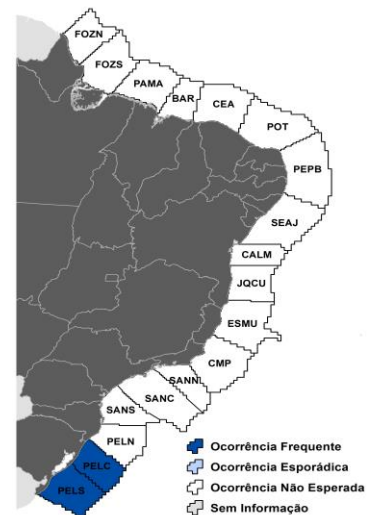 FOZN
FOZS
PAMA
BAR
CEA
POT
PEPB
SEAJ
CALM
JQCU
ESMU
CMP
SANN
SANC
SANS
PELN
PELC
PELS
Ocorrência Frequente
Ocorrência Esporádica
Ocorrência Não Esperada
Sem Informação